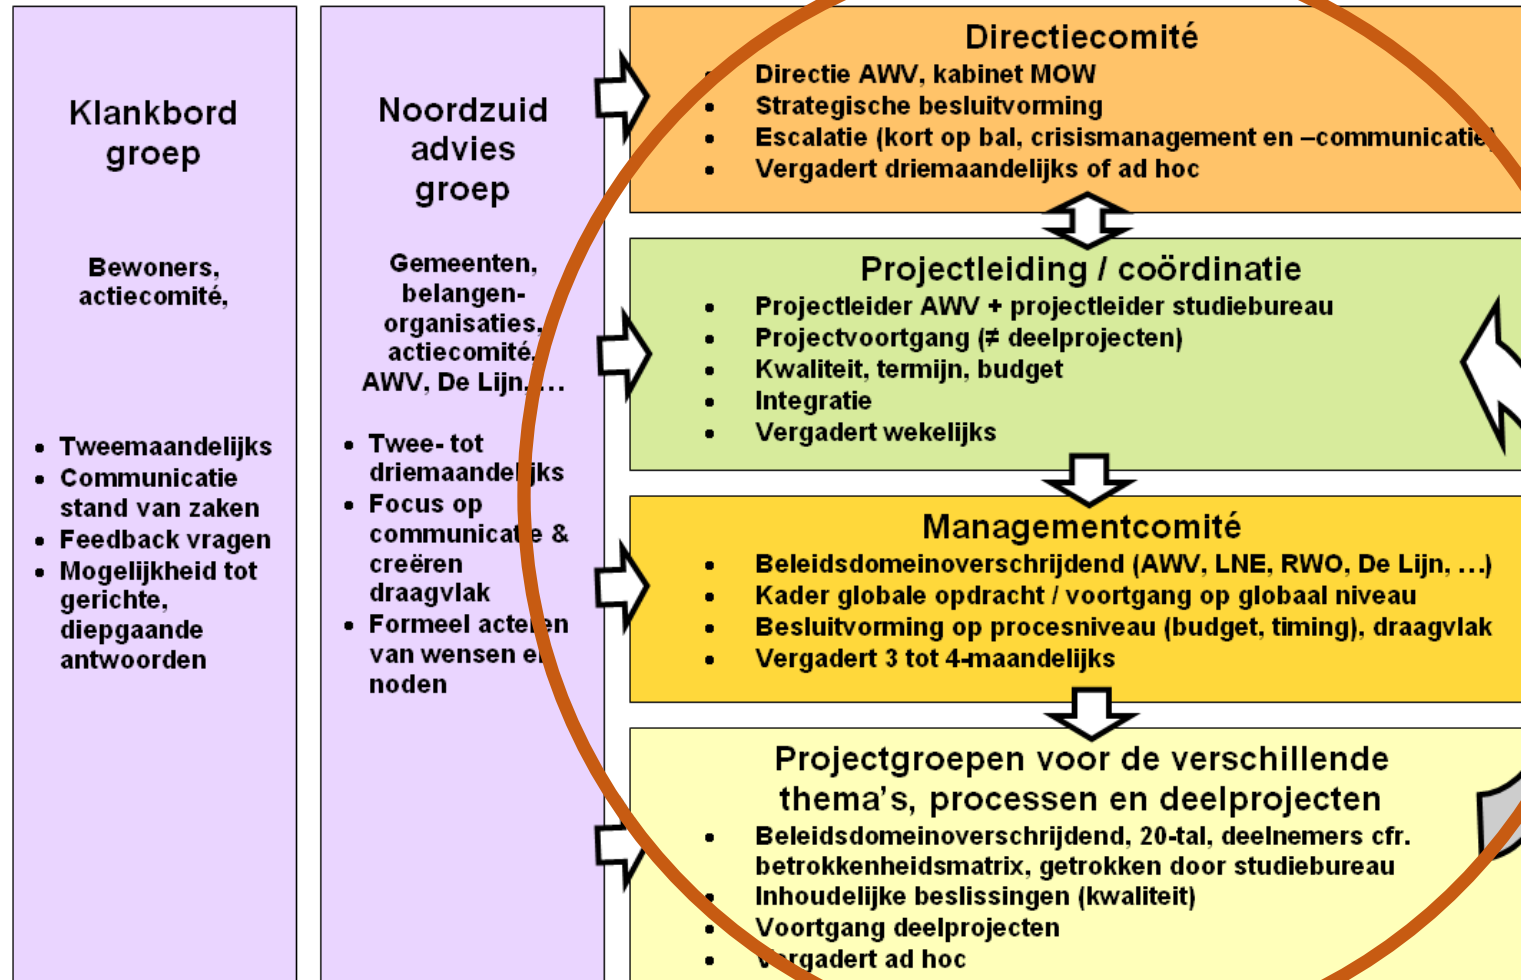 Klankbord
groep
Bewoners,
actiecomité,
• Tweemaandelijks
• Communicatie
stand van zaken
• Feedback vragen
• Mogelijkheid tot
gerichte,
diepgaande
antwoorden
Noordzuid
advies
groep
Gemeenten,
belangen-
organisaties,
actiecomité,
AWV, De Lijn, …
• Twee- tot
driemaandelijks
• Focus op
communicatie &
creëren
draagvlak
• Formeel acteren
van wensen en
noden
Directiecomité
• Directie AWV, kabinet MOW
• Strategische besluitvorming
• Escalatie (kort op bal, crisismanagement en –communicatie)
• Vergadert driemaandelijks of ad hoc
Projectleiding / coördinatie
• Projectleider AWV + projectleider studiebureau
• Projectvoortgang (≠ deelprojecten)
• Kwaliteit, termijn, budget
• Integratie
• Vergadert wekelijks
Managementcomité
• Beleidsdomeinoverschrijdend (AWV, LNE, RWO, De Lijn, …)
• Kader globale opdracht / voortgang op globaal niveau
• Besluitvorming op procesniveau (budget, timing), draagvlak
• Vergadert 3 tot 4-maandelijks
Projectgroepen voor de verschillende
thema's, processen en deelprojecten
• Beleidsdomeinoverschrijdend, 20-tal, deelnemers cfr.
betrokkenheidsmatrix, getrokken door studiebureau
• Inhoudelijke beslissingen (kwaliteit)
• Voortgang deelprojecten
• Vergadert ad hoc